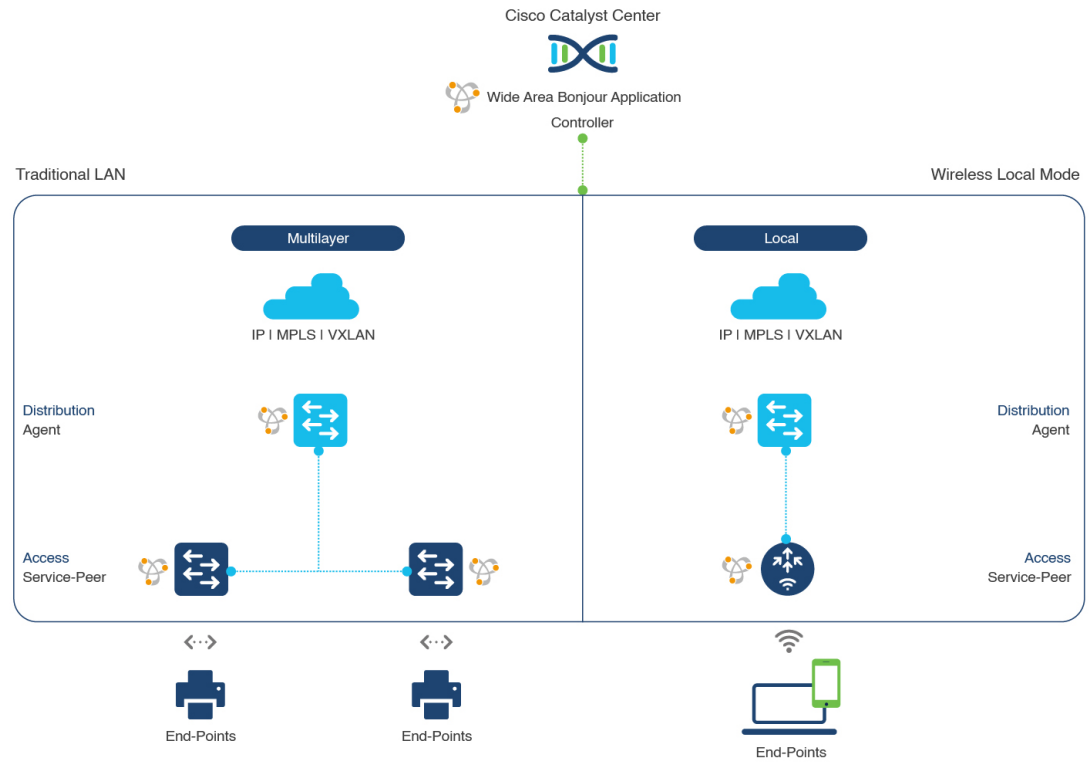 Cisco Catalyst Center
Wide Area Bonjour Application
Controller
Traditional LAN
Wireless Local Mode
Multilayer
Local
IP | MPLS | VXLAN
IP | MPLS | VXLAN
Distribution
Agent
Distribution
Agent
Access
Service-Peer
Access
Service-Peer
End-Points
End-Points
End-Points